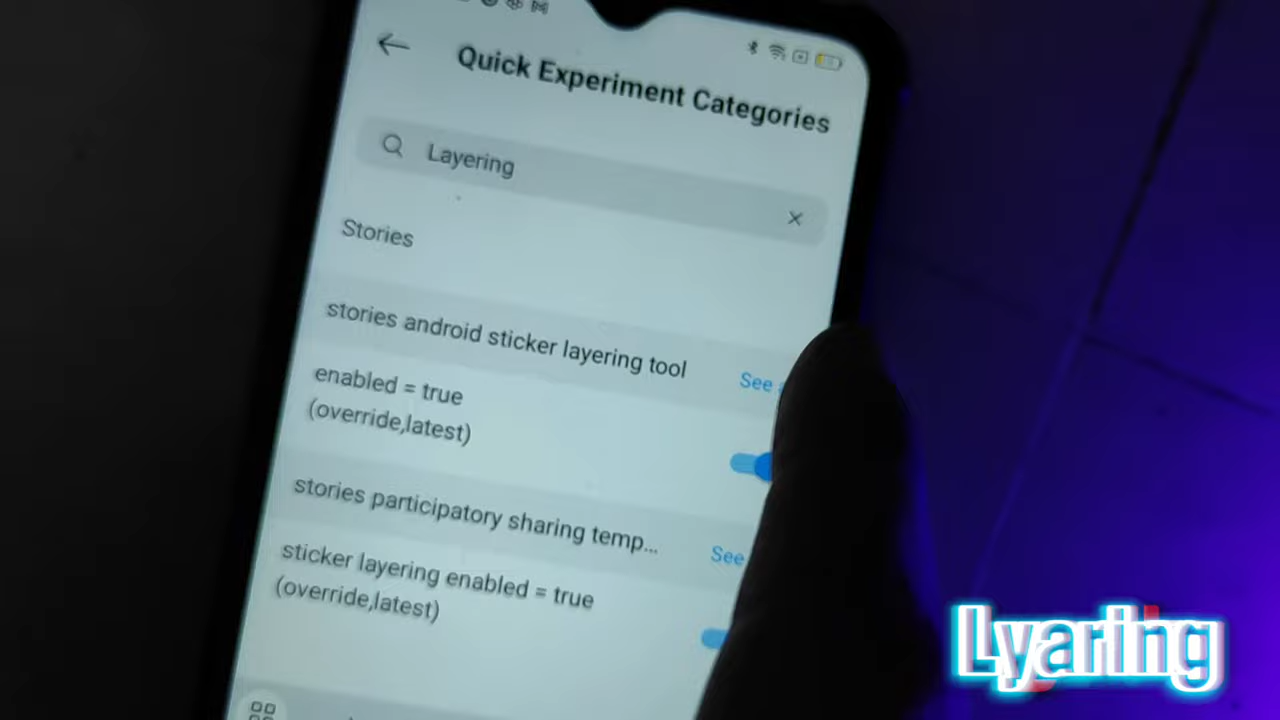 Quick Experiment Categories
Layering
Stories
stories android sticker layering tool
See
enabled = true
(override,latest)
stories participatory sharing temp...
See
sticker layering enabled = true
(override,latest)